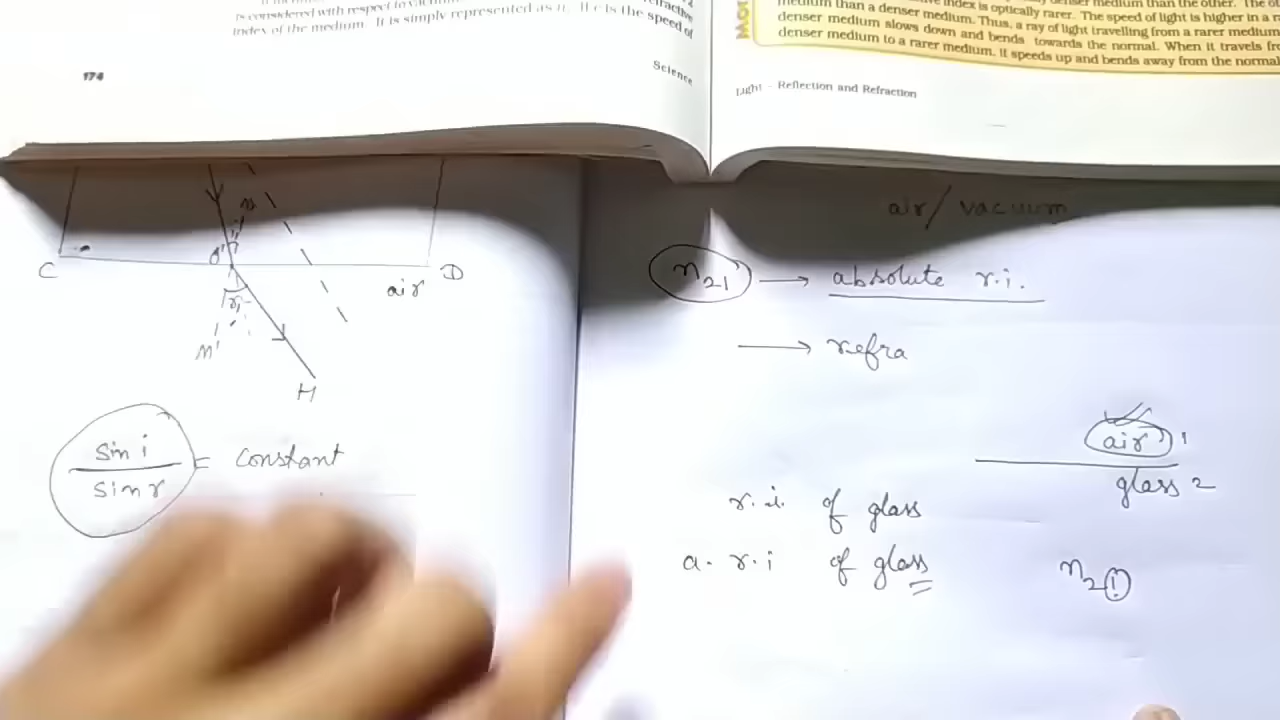 is considered with respect to vacuum
index of the medium. It is simply represented as n2. If c is the speed of
174
Science
medium than a denser medium. Thus, a ray of light travelling from a rarer medium
denser medium slows down and bends towards the normal. When it travels fr
denser medium to a rarer medium, it speeds up and bends away from the normal
Light – Reflection and Refraction
N
O'
C
D
air
r
M'
H
sin i
sin r
= constant
air / vacuum
n21 → absolute r.i.
→ refra
air 1
glass 2
r.i. of glass
a. r.i of glass
n21